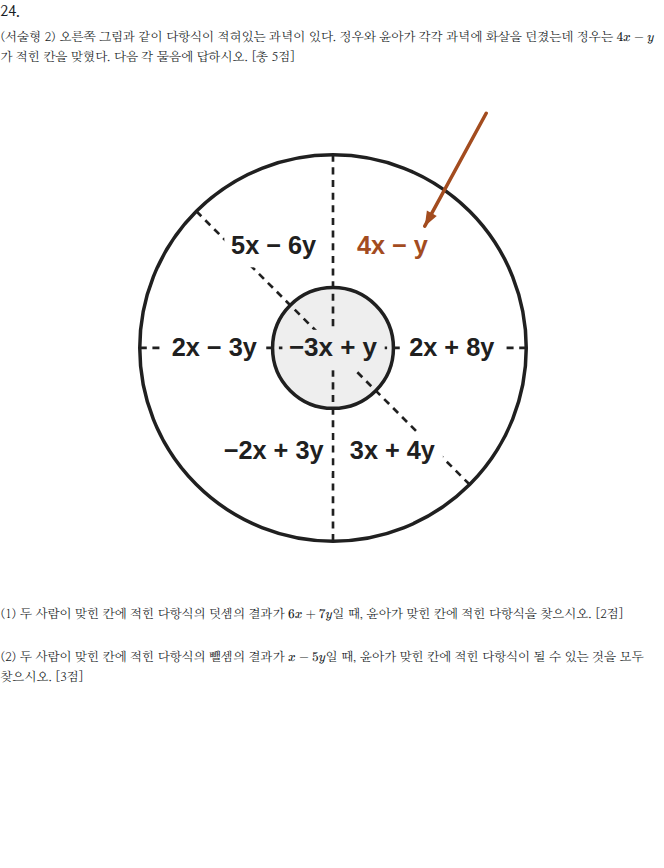 24.
(서술형 2) 오른쪽 그림과 같이 다항식이 적혀있는 과녁이 있다. 정우와 윤아가 각각 과녁에 화살을 던졌는데 정우는 4x − y
가 적힌 칸을 맞혔다. 다음 각 물음에 답하시오. [총 5점]
5x − 6y 4x − y
2x − 3y −3x + y 2x + 8y
−2x + 3y 3x + 4y
(1) 두 사람이 맞힌 칸에 적힌 다항식의 덧셈의 결과가 6x + 7y일 때, 윤아가 맞힌 칸에 적힌 다항식을 찾으시오. [2점]
(2) 두 사람이 맞힌 칸에 적힌 다항식의 뺄셈의 결과가 x − 5y일 때, 윤아가 맞힌 칸에 적힌 다항식이 될 수 있는 것을 모두
찾으시오. [3점]